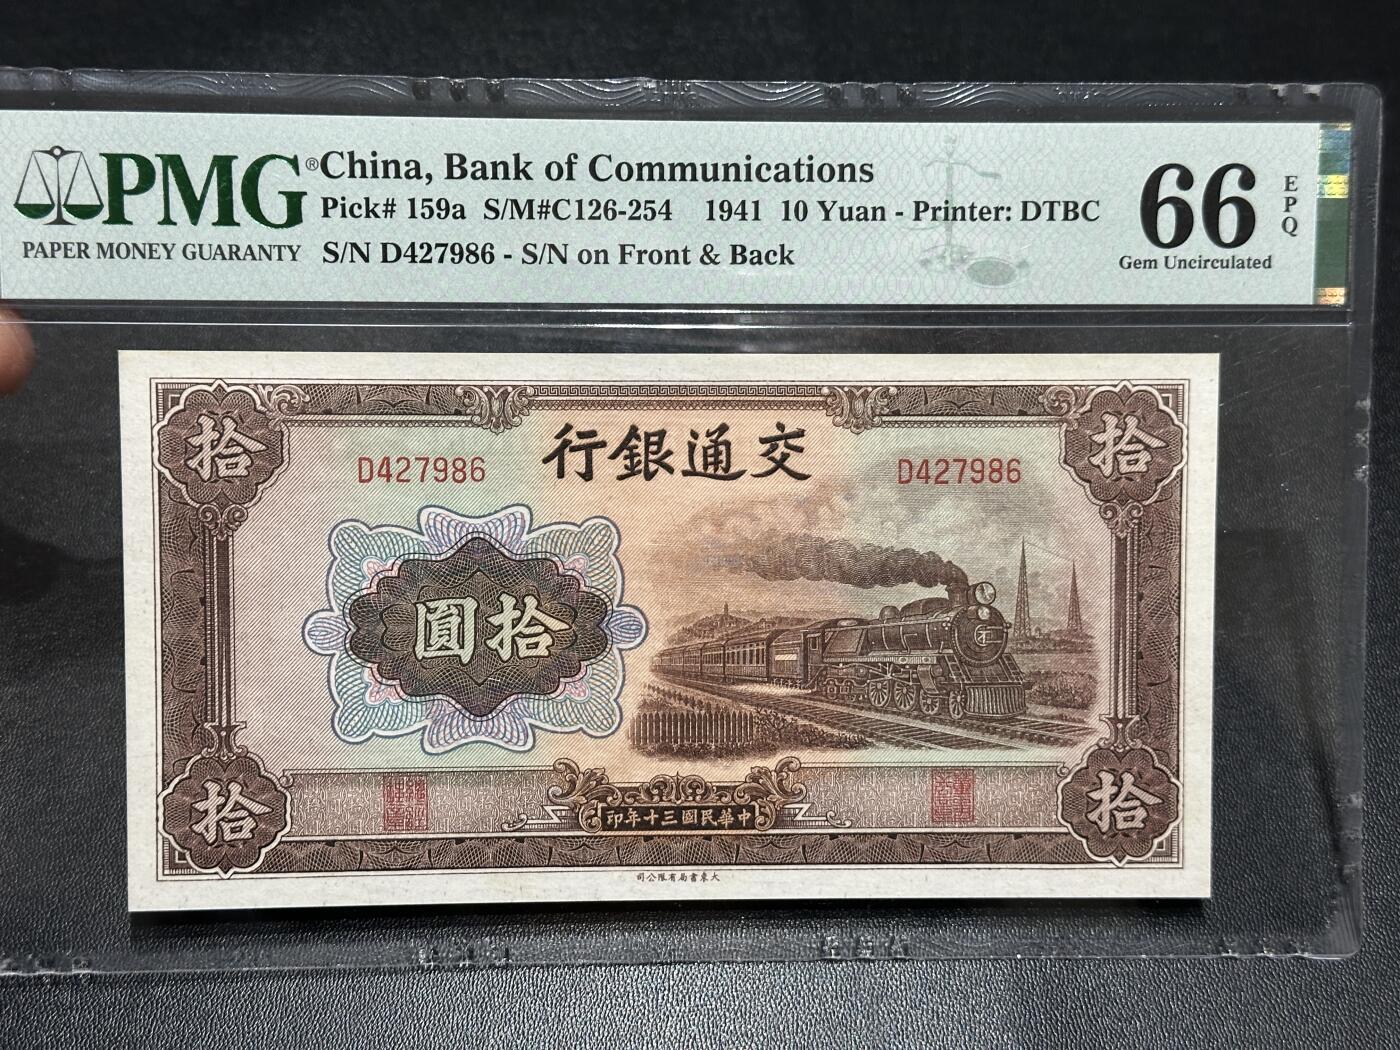 PMG®
PAPER MONEY GUARANTY
China, Bank of Communications
Pick# 159a S/M#C126-254 1941 10 Yuan - Printer: DTBC
S/N D427986 - S/N on Front & Back
66
EPQ
Gem Uncirculated
拾
行銀通交
拾
D427986
D427986
圓拾
拾
印年十三國民華中
拾
司公限有局書東大